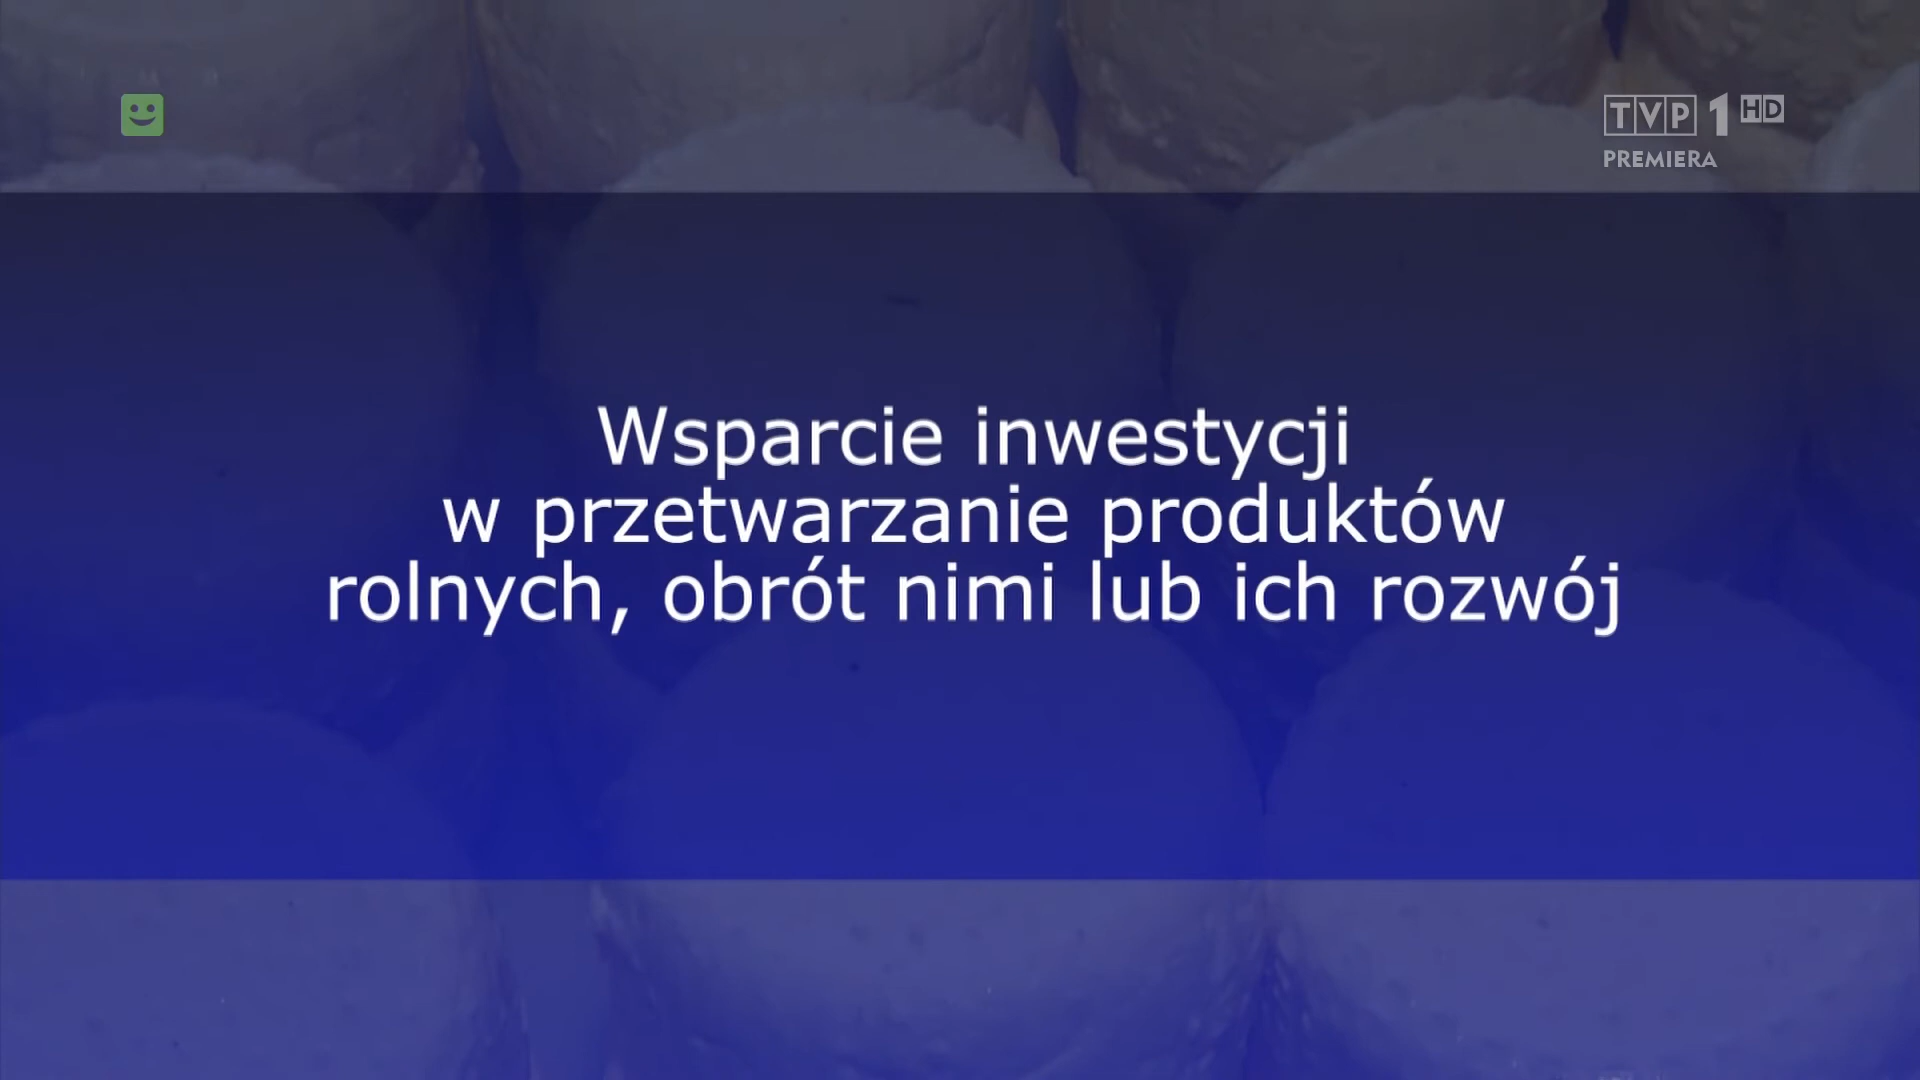 TVP 1 HD
PREMIERA
Wsparcie inwestycji
w przetwarzanie produktów
rolnych, obrót nimi lub ich rozwój